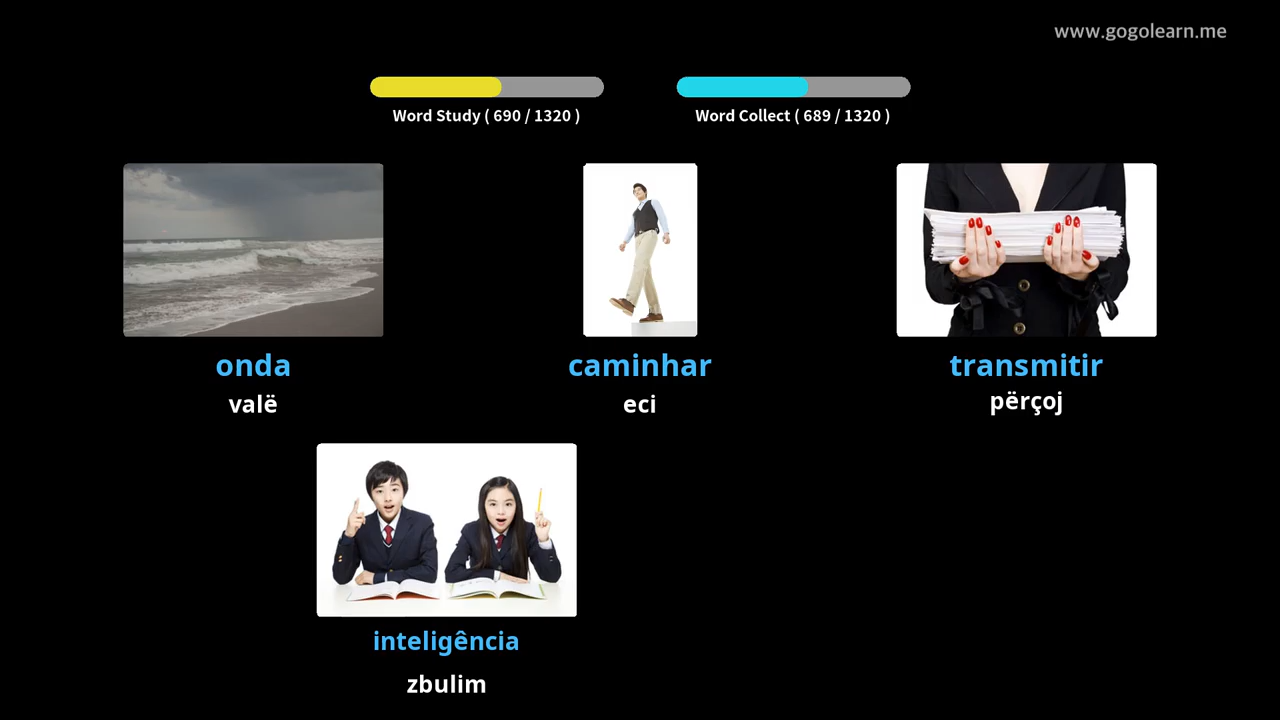 www.gogolearn.me
Word Study ( 690 / 1320 )
Word Collect ( 689 / 1320 )
onda
valë
caminhar
eci
transmitir
përçoj
inteligência
zbulim